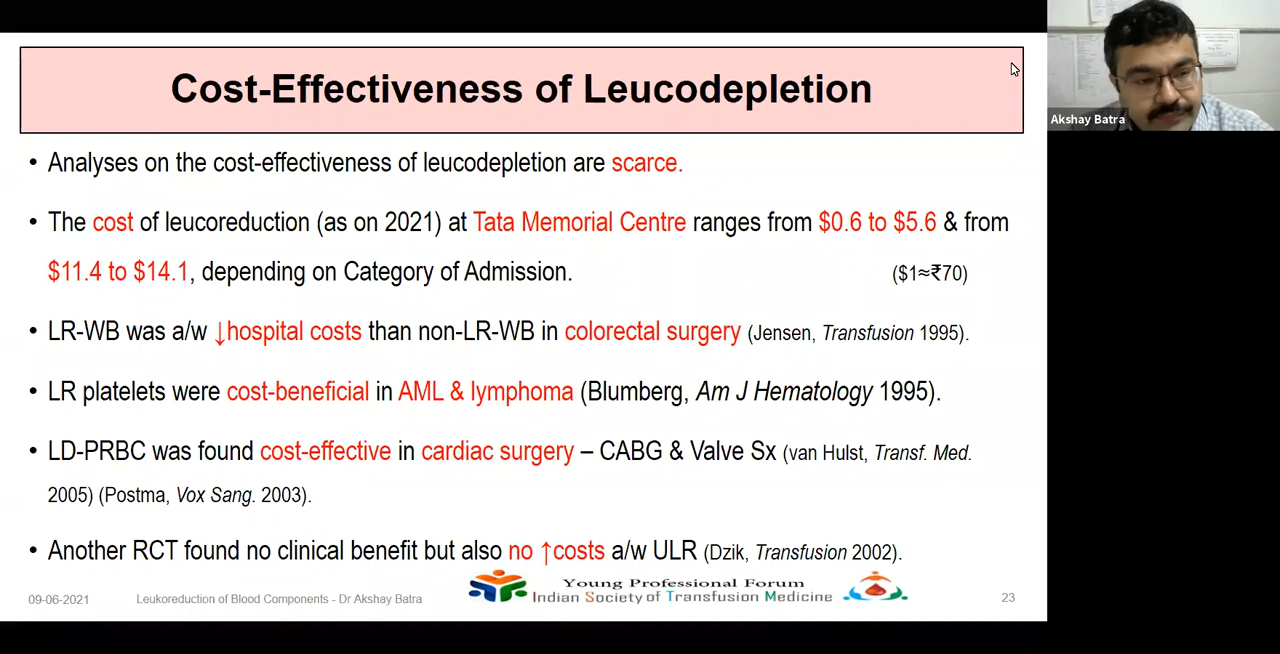 Cost-Effectiveness of Leucodepletion
Akshay Batra
• Analyses on the cost-effectiveness of leucodepletion are scarce.
• The cost of leucoreduction (as on 2021) at Tata Memorial Centre ranges from $0.6 to $5.6 & from
$11.4 to $14.1, depending on Category of Admission. ($1≈₹70)
• LR-WB was a/w ↓hospital costs than non-LR-WB in colorectal surgery (Jensen, Transfusion 1995).
• LR platelets were cost-beneficial in AML & lymphoma (Blumberg, Am J Hematology 1995).
• LD-PRBC was found cost-effective in cardiac surgery – CABG & Valve Sx (van Hulst, Transf. Med.
2005) (Postma, Vox Sang. 2003).
• Another RCT found no clinical benefit but also no ↑costs a/w ULR (Dzik, Transfusion 2002).
Young Professional Forum
Indian Society of Transfusion Medicine
09-06-2021 Leukoreduction of Blood Components - Dr Akshay Batra 23